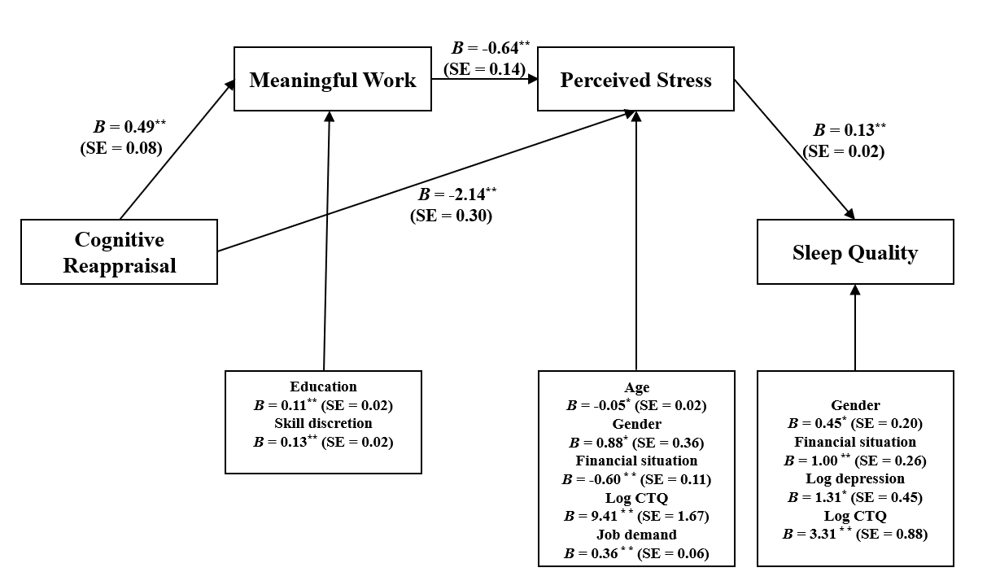 B = -0.64**
(SE = 0.14)
Meaningful Work
Perceived Stress
B = 0.49**
(SE = 0.08)
B = 0.13**
(SE = 0.02)
B = -2.14**
(SE = 0.30)
Cognitive
Reappraisal
Sleep Quality
Education
B = 0.11** (SE = 0.02)
Skill discretion
B = 0.13** (SE = 0.02)
Age
B = -0.05* (SE = 0.02)
Gender
B = 0.88* (SE = 0.36)
Financial situation
B = -0.60 ** (SE = 0.11)
Log CTQ
B = 9.41 ** (SE = 1.67)
Job demand
B = 0.36 ** (SE = 0.06)
Gender
B = 0.45* (SE = 0.20)
Financial situation
B = 1.00 ** (SE = 0.26)
Log depression
B = 1.31* (SE = 0.45)
Log CTQ
B = 3.31 ** (SE = 0.88)